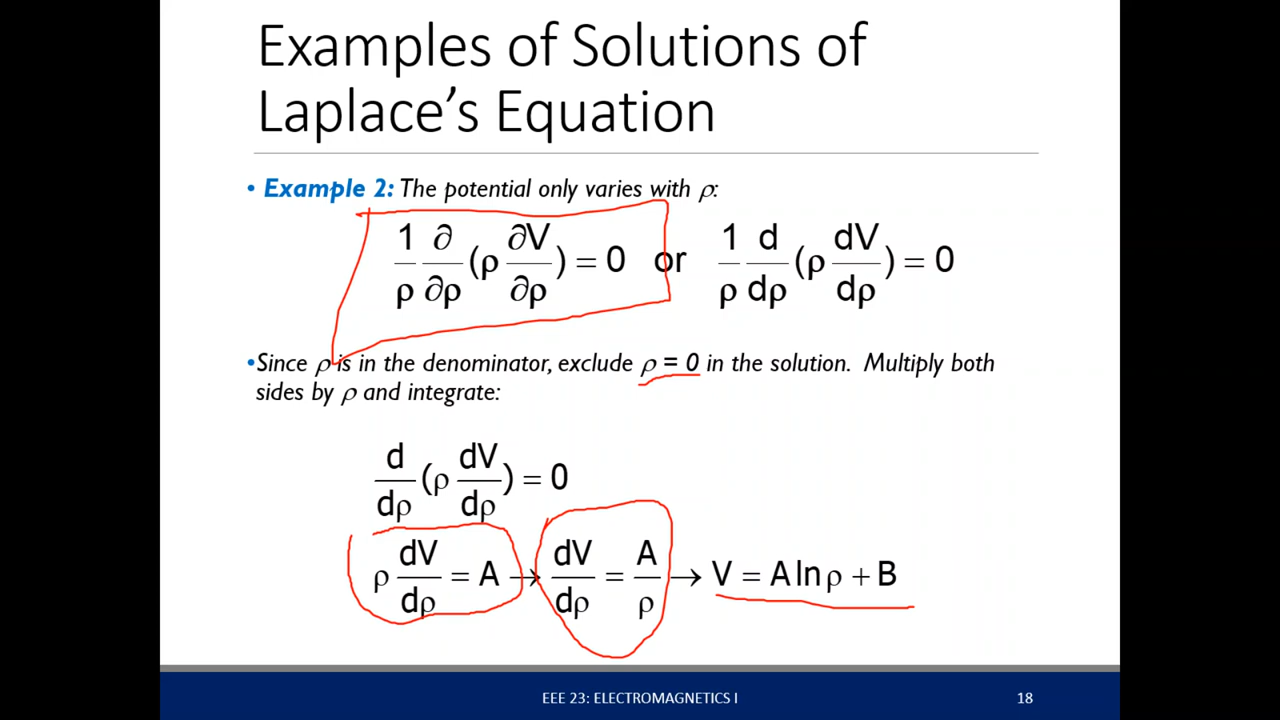 Examples of Solutions of
Laplace's Equation
• Example 2: The potential only varies with ρ:
1/ρ ∂/∂ρ (ρ ∂V/∂ρ) = 0 or 1/ρ d/dρ (ρ dV/dρ) = 0
•Since ρ is in the denominator, exclude ρ = 0 in the solution. Multiply both
sides by ρ and integrate:
d/dρ (ρ dV/dρ) = 0
ρ dV/dρ = A → dV/dρ = A/ρ → V = A ln ρ + B
EEE 23: ELECTROMAGNETICS I 18